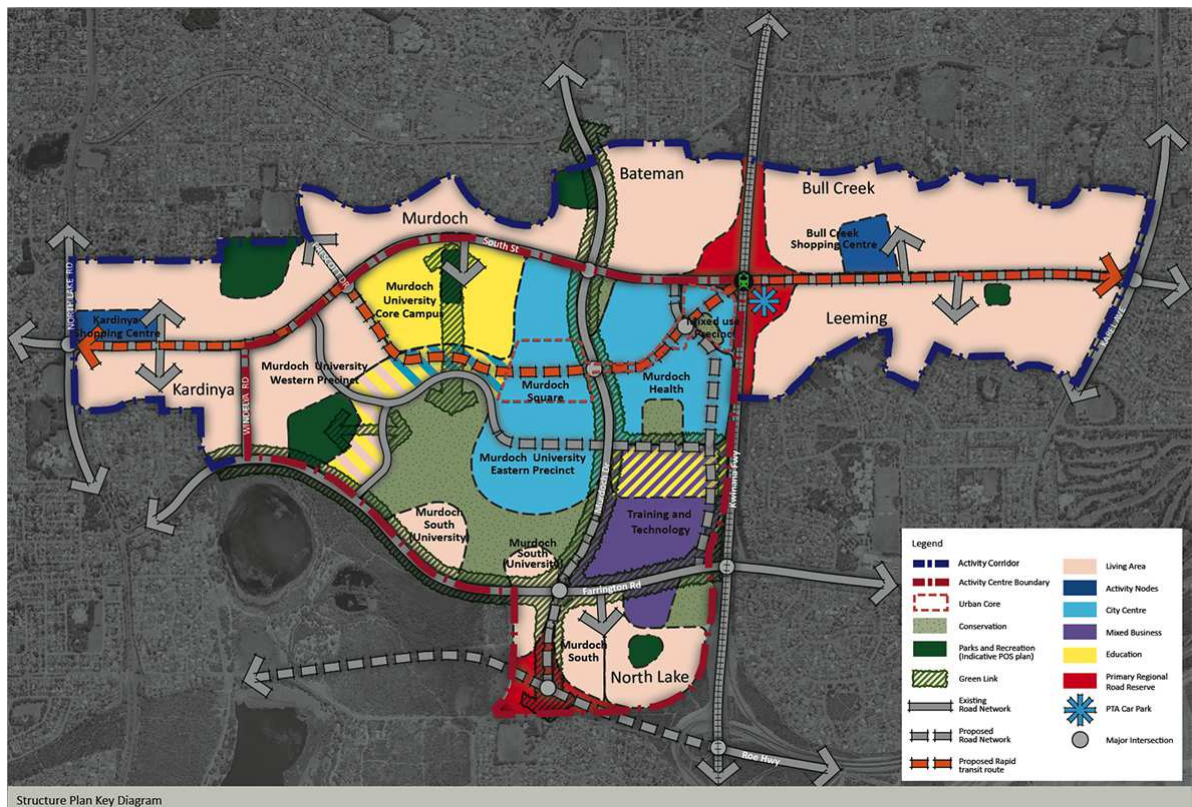 Bateman
Bull Creek
Murdoch
South St
Bull Creek
Shopping Centre
NORTH LAKE RD
Murdoch
University
Core Campus
Mixed use
Precinct
Kardinya
Shopping Centre
Leeming
Murdoch University
Western Precinct
Murdoch
Health
Murdoch
Square
Kardinya
WINDELYA RD
Murdoch University
Eastern Precinct
Murdoch Dr
Kwinana Fwy
Training and
Technology
Murdoch
South
(University)
Murdoch
South
(University)
Farrington Rd
Murdoch
South
North Lake
Roe Hwy
Legend
Activity Corridor
Activity Centre Boundary
Urban Core
Conservation
Parks and Recreation
(Indicative POS plan)
Green Link
Existing
Road Network
Proposed
Road Network
Proposed Rapid
transit route
Living Area
Activity Nodes
City Centre
Mixed Business
Education
Primary Regional
Road Reserve
PTA Car Park
Major Intersection
Structure Plan Key Diagram